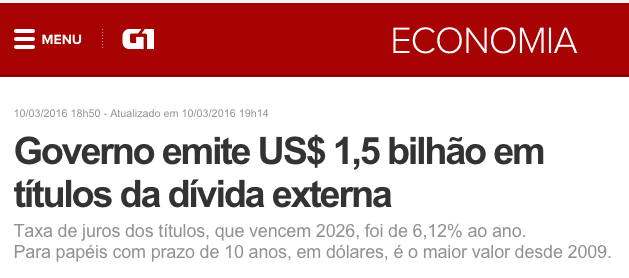 MENU G1 ECONOMIA
10/03/2016 18h50 - Atualizado em 10/03/2016 19h14
Governo emite US$ 1,5 bilhão em
títulos da dívida externa
Taxa de juros dos títulos, que vencem 2026, foi de 6,12% ao ano.
Para papéis com prazo de 10 anos, em dólares, é o maior valor desde 2009.